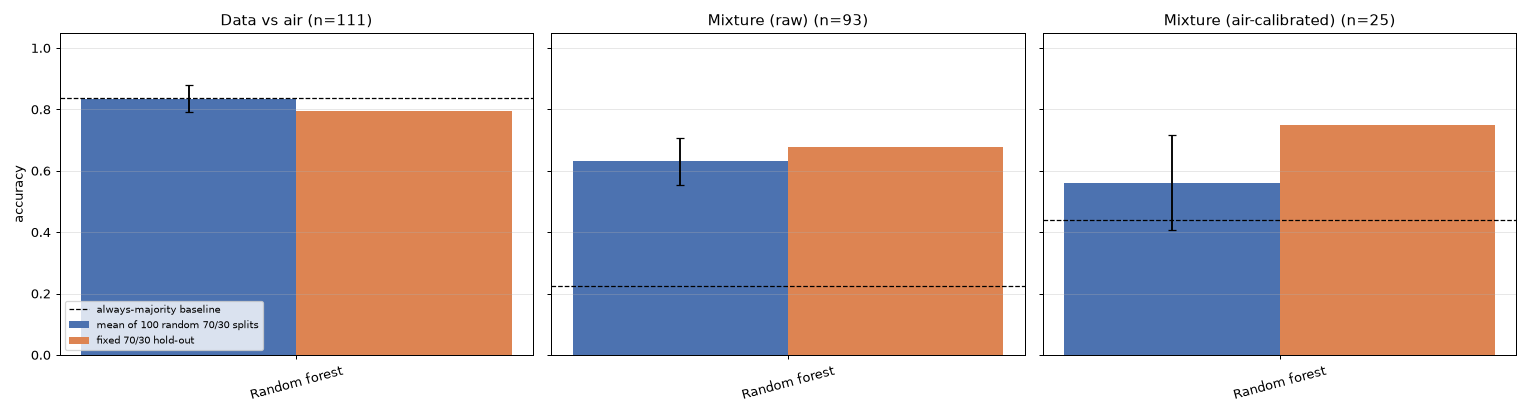 Data vs air (n=111)
Mixture (raw) (n=93)
Mixture (air-calibrated) (n=25)
accuracy
1.0
0.8
0.6
0.4
0.2
0.0
always-majority baseline
mean of 100 random 70/30 splits
fixed 70/30 hold-out
Random forest
Random forest
Random forest